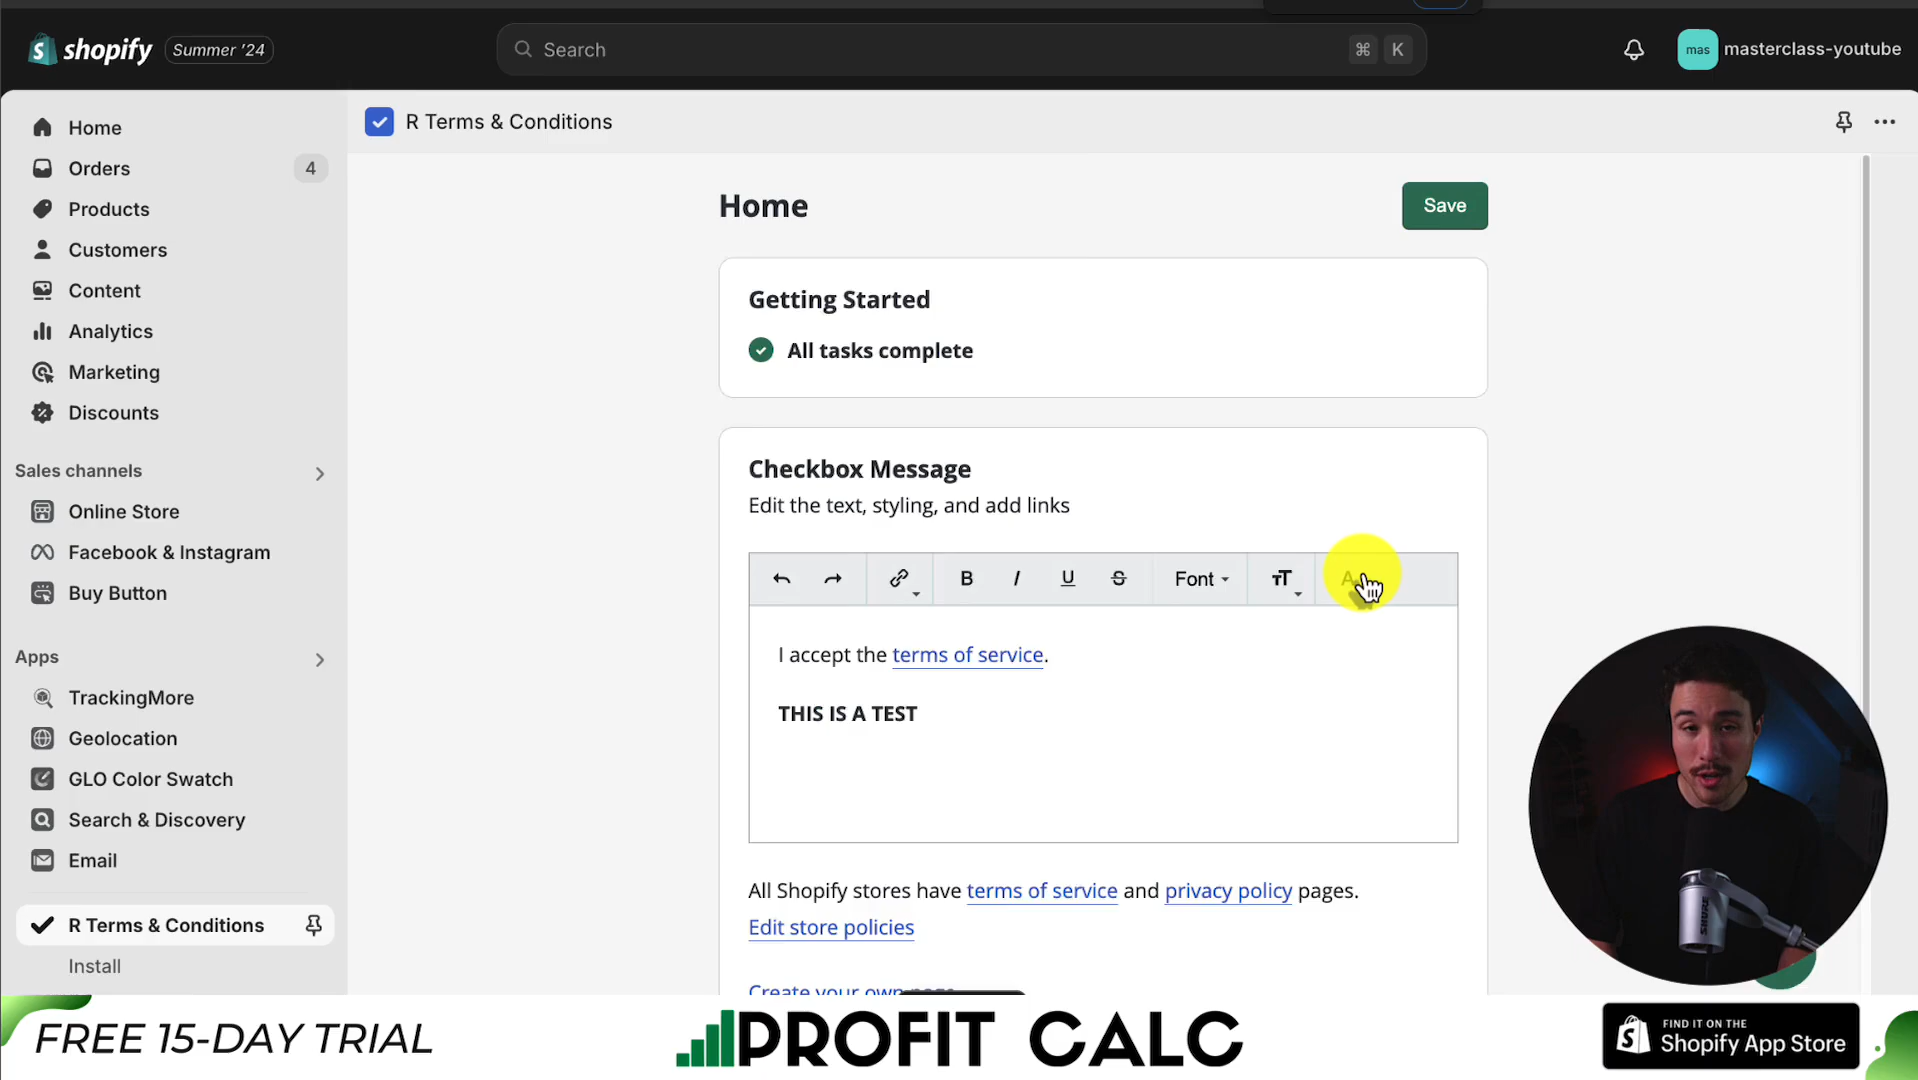 shopify Summer '24
Search ⌘ K
mas masterclass-youtube
Home
Orders 4
Products
Customers
Content
Analytics
Marketing
Discounts
Sales channels
Online Store
Facebook & Instagram
Buy Button
Apps
TrackingMore
Geolocation
GLO Color Swatch
Search & Discovery
Email
R Terms & Conditions
Install
R Terms & Conditions
Home
Save
Getting Started
All tasks complete
Checkbox Message
Edit the text, styling, and add links
B I U S Font TT A
I accept the terms of service.
THIS IS A TEST
All Shopify stores have terms of service and privacy policy pages.
Edit store policies
Create your own page
SHURE
FREE 15-DAY TRIAL
PROFIT CALC
FIND IT ON THE
Shopify App Store